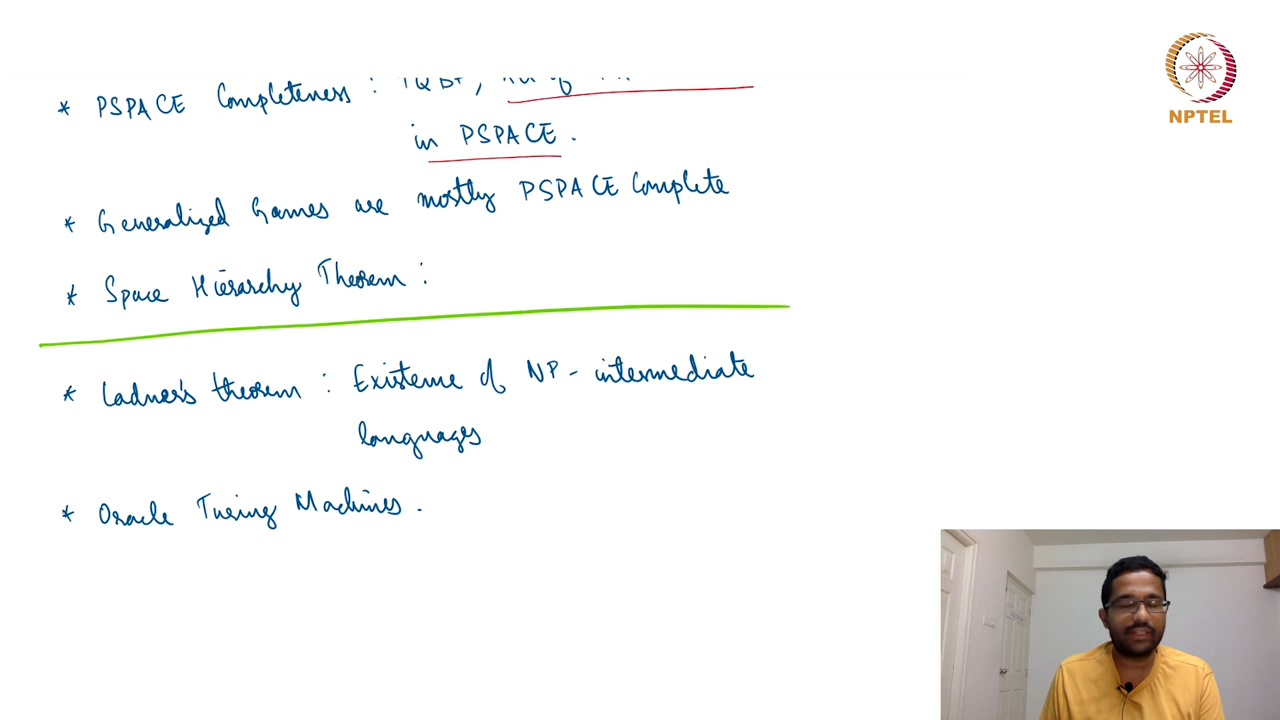 * PSPACE Completeness : TQBF,
in PSPACE.
* Generalized Games are mostly PSPACE Complete
* Space Hierarchy Theorem :
* Ladner's theorem : Existence of NP-intermediate
languages
* Oracle Turing Machines.
NPTEL